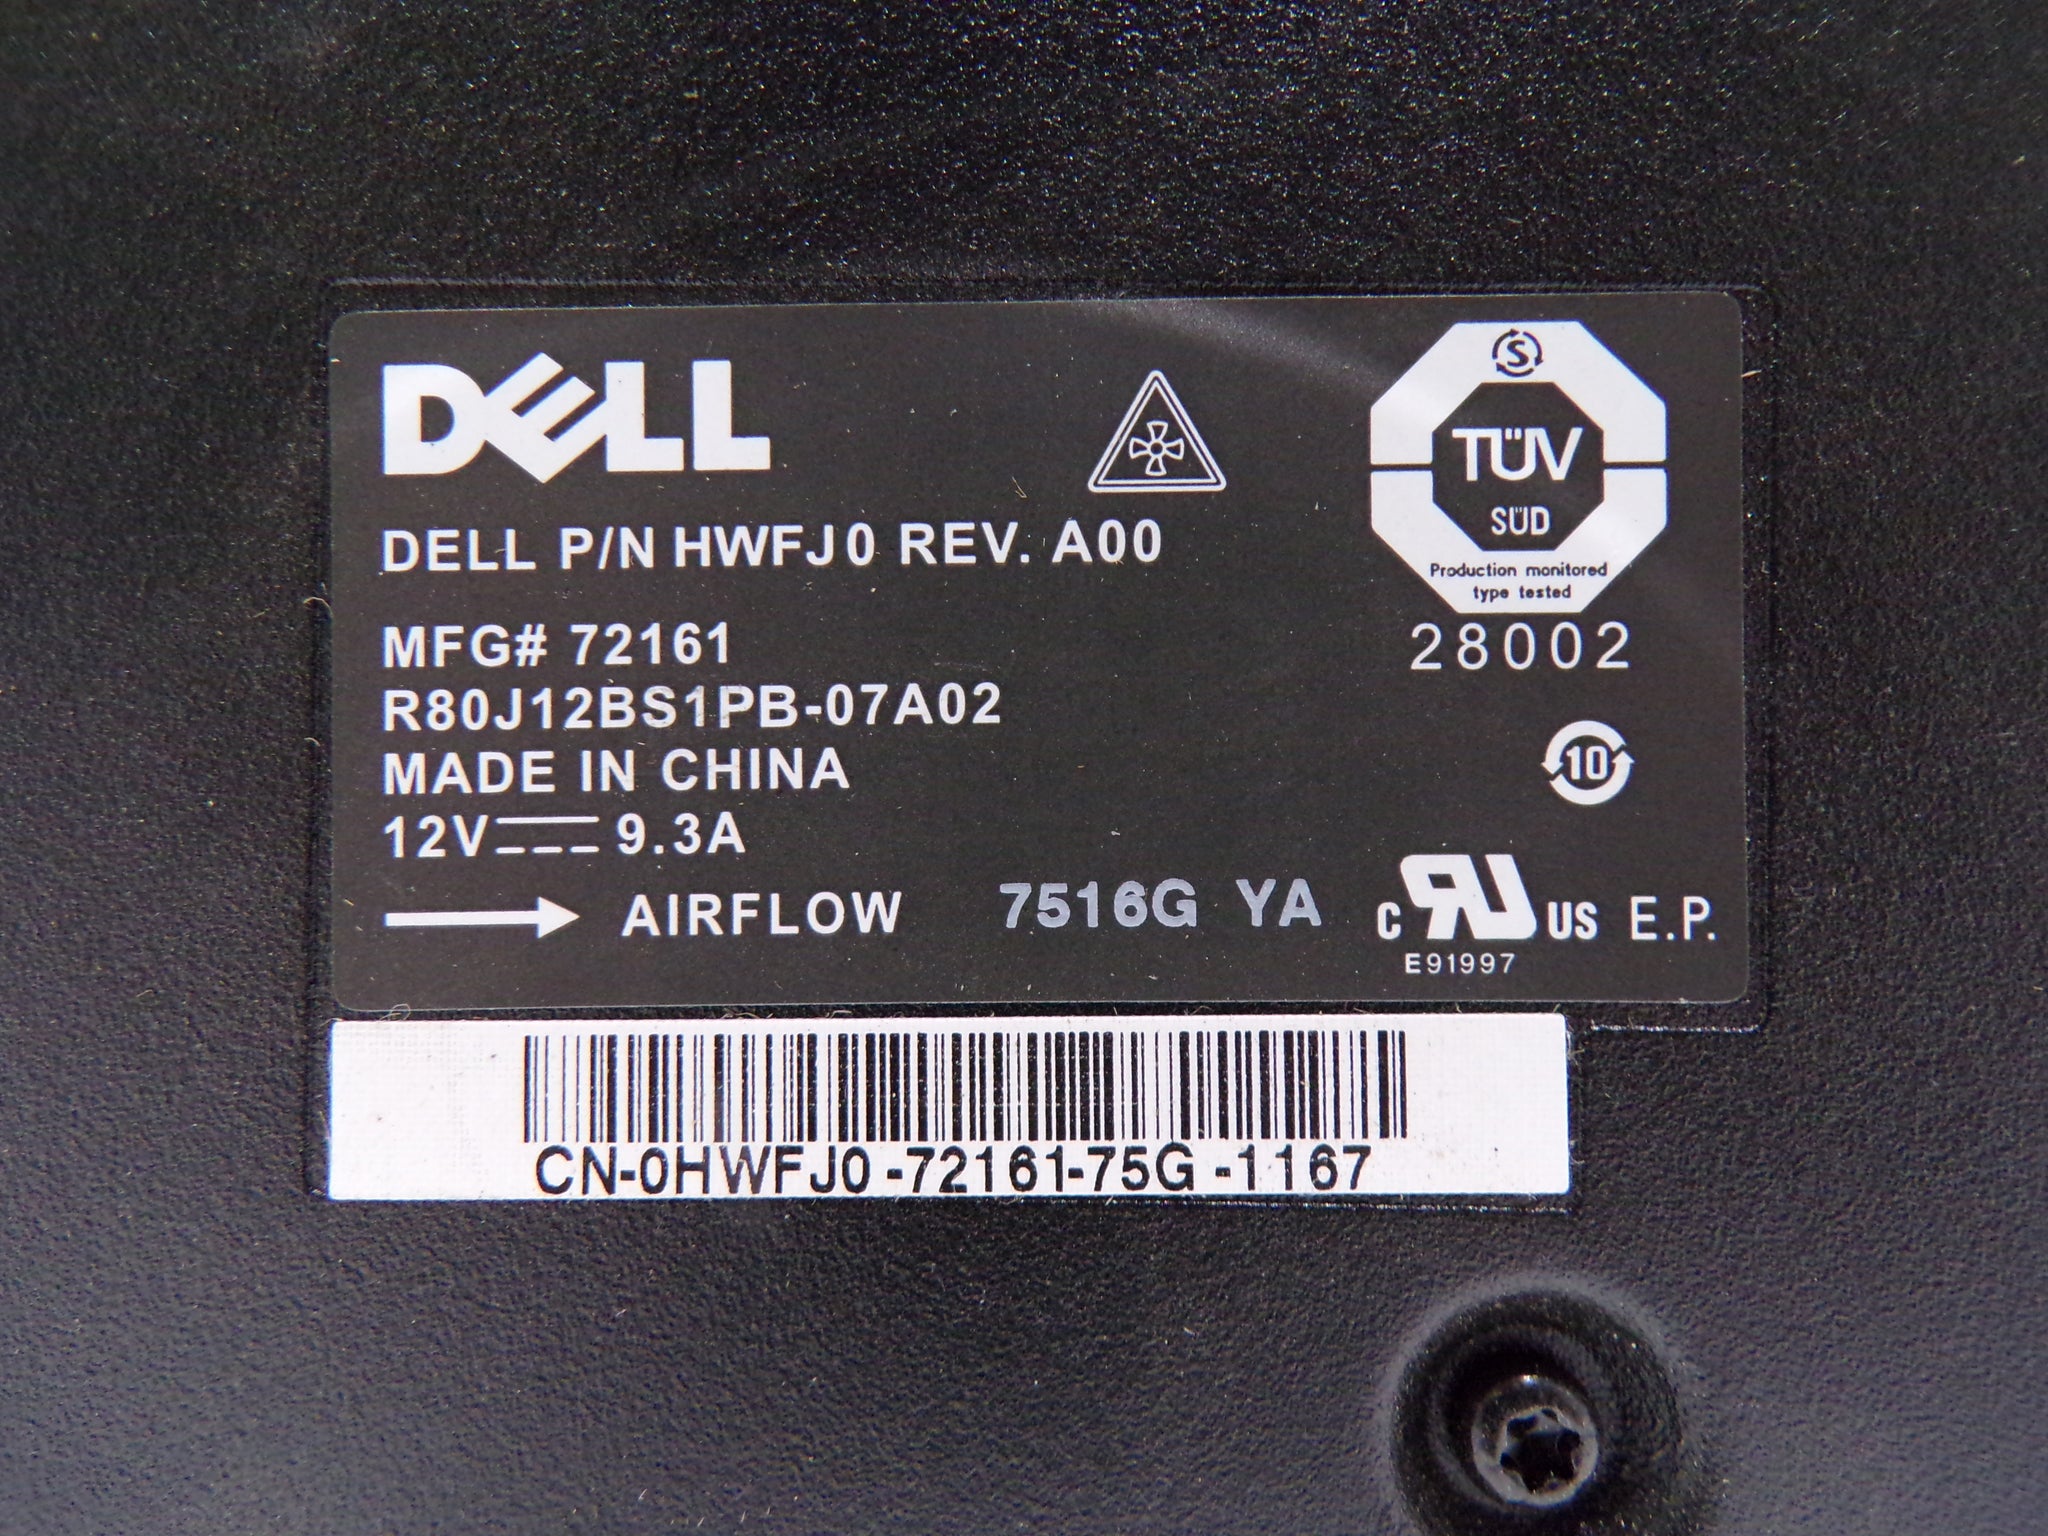 DELL
DELL P/N HWFJ0 REV. A00
MFG# 72161
R80J12BS1PB-07A02
MADE IN CHINA
12V 9.3A
AIRFLOW
7516G YA
S
TÜV
SÜD
Production monitored
type tested
28002
10
c RU US E.P.
E91997
CN-0HWFJ0-72161-75G-1167